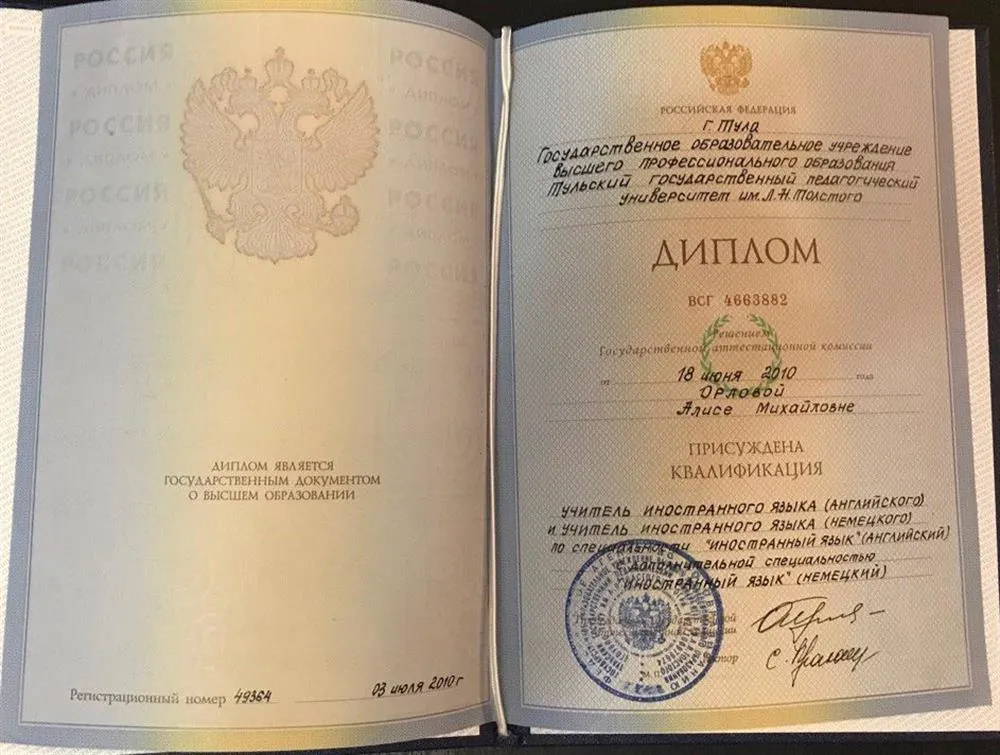 РОССИЯ
РОССИЯ
РОССИЯ
РОССИЯ
РОССИЯ
РОССИЯ
РОССИЯ
РОССИЯ
ДИПЛОМ ЯВЛЯЕТСЯ
ГОСУДАРСТВЕННЫМ ДОКУМЕНТОМ
О ВЫСШЕМ ОБРАЗОВАНИИ
Регистрационный номер 49364
03 июля 2010 г
РОССИЙСКАЯ ФЕДЕРАЦИЯ
г. Тула
Государственное образовательное учреждение
высшего профессионального образования
Тульский государственный педагогический
университет им. Л. Н. Толстого
ДИПЛОМ
ВСГ 4663882
Решением
Государственной аттестационной комиссии
от 18 июня 2010 года
Орловой
Алисе Михайловне
ПРИСУЖДЕНА
КВАЛИФИКАЦИЯ
учитель иностранного языка (английского)
и учитель иностранного языка (немецкого)
по специальности "иностранный язык" (английский)
с дополнительной специальностью
"иностранный язык" (немецкий)